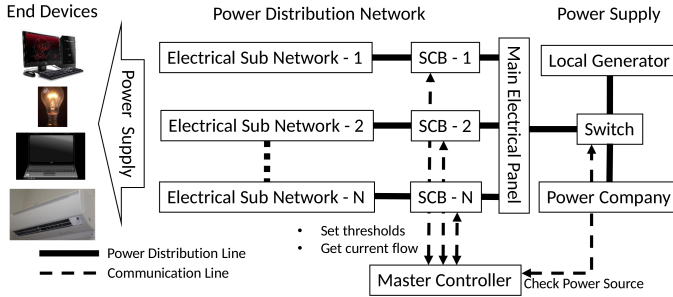 End Devices
Power Distribution Network
Power Supply
Power Supply
Electrical Sub Network - 1
SCB - 1
Main Electrical Panel
Local Generator
Electrical Sub Network - 2
SCB - 2
Switch
Electrical Sub Network - N
SCB - N
Power Company
• Set thresholds
• Get current flow
Power Distribution Line
Communication Line
Master Controller
Check Power Source